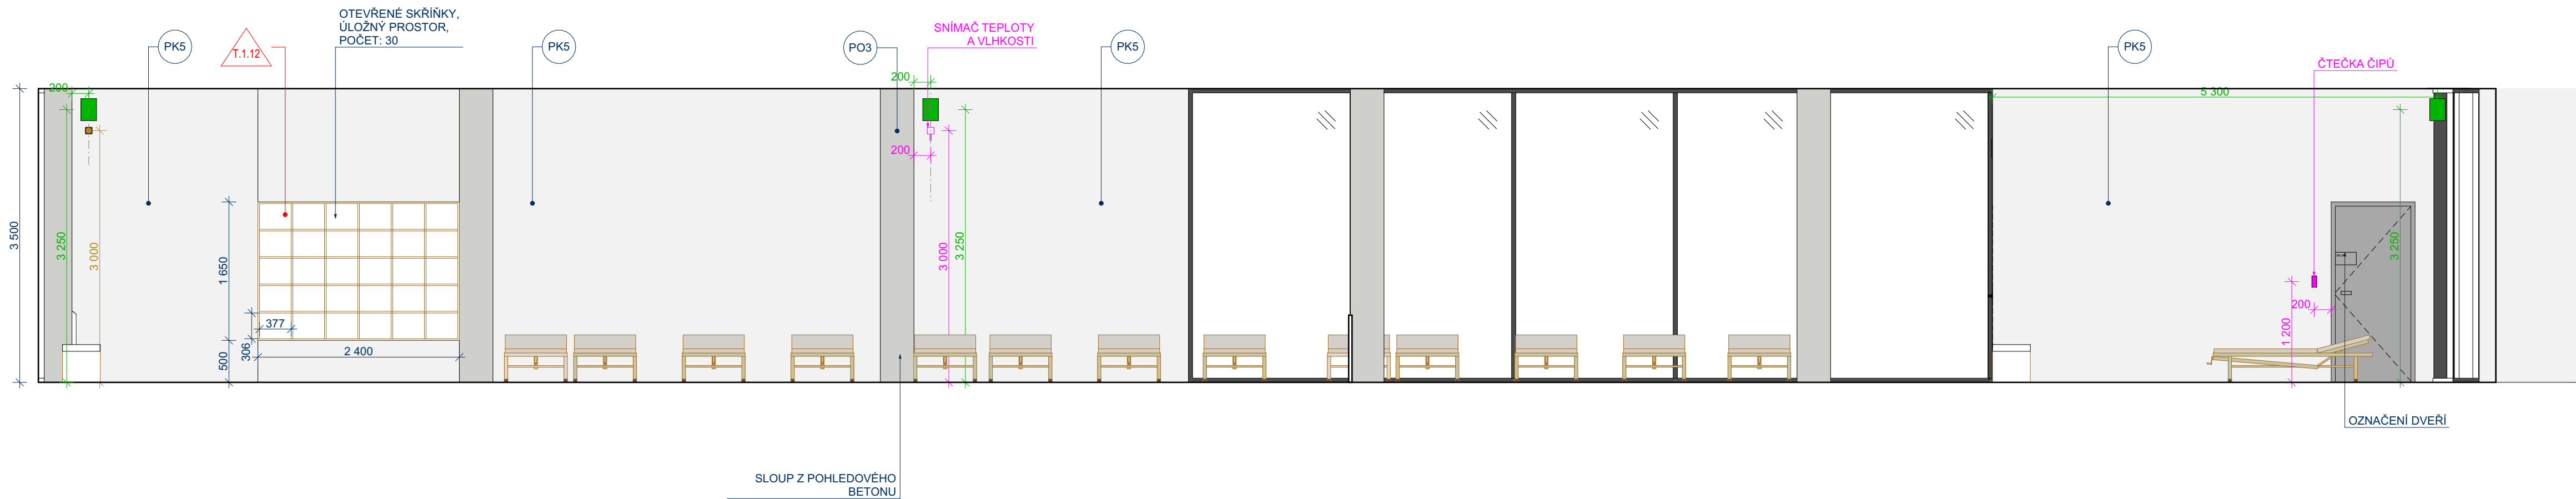 OTEVŘENÉ SKŘÍŇKY,
ÚLOŽNÝ PROSTOR,
POČET: 30
PK5
T.1.12
PK5
PO3
SNÍMAČ TEPLOTY
A VLHKOSTI
PK5
PK5
ČTEČKA ČIPŮ
200
200
5 300
200
3 500
3 250
3 000
1 650
3 000
3 250
3 250
377
306
500
2 400
200
1 200
OZNAČENÍ DVEŘÍ
SLOUP Z POHLEDOVÉHO
BETONU